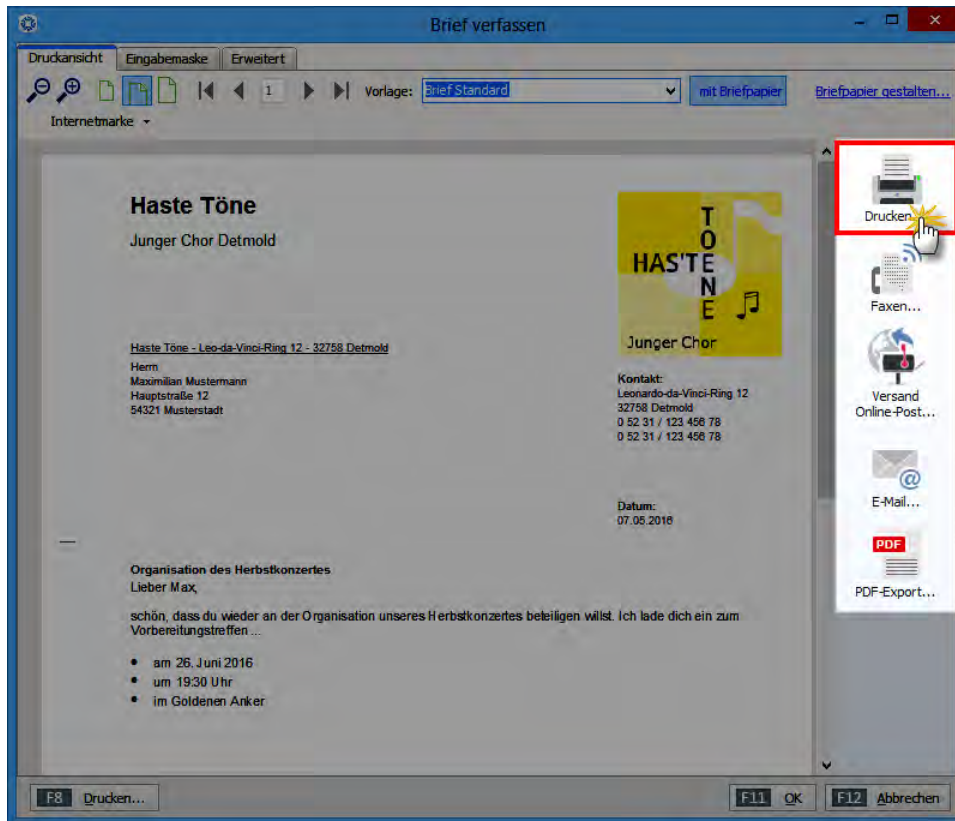 Brief verfassen
Druckansicht Eingabemaske Erweitert
1 Vorlage: Brief Standard mit Briefpapier Briefpapier gestalten...
Internetmarke
Haste Töne
Junger Chor Detmold
TOENE
HAS'TE
Junger Chor
Haste Töne - Leo-da-Vinci-Ring 12 - 32758 Detmold
Herrn
Maximilian Mustermann
Hauptstraße 12
54321 Musterstadt
Kontakt:
Leonardo-da-Vinci-Ring 12
32758 Detmold
0 52 31 / 123 456 78
0 52 31 / 123 456 78
Datum:
07.05.2016
Organisation des Herbstkonzertes
Lieber Max,
schön, dass du wieder an der Organisation unseres Herbstkonzertes beteiligen willst. Ich lade dich ein zum
Vorbereitungstreffen ...
• am 26. Juni 2016
• um 19:30 Uhr
• im Goldenen Anker
Drucken...
Faxen...
Versand
Online-Post...
@
E-Mail...
PDF
PDF-Export...
F8 Drucken... F11 OK F12 Abbrechen